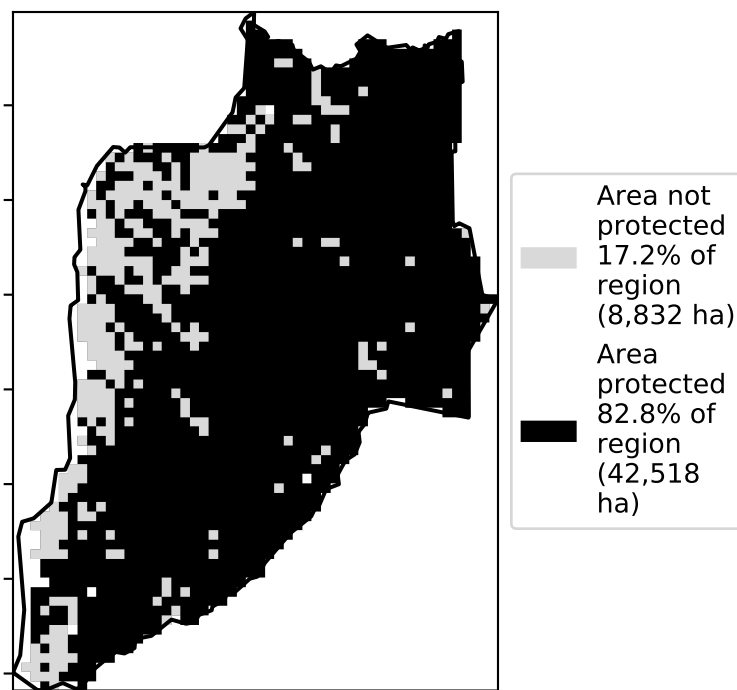 Area not
protected
17.2% of
region
(8,832 ha)
Area
protected
82.8% of
region
(42,518
ha)